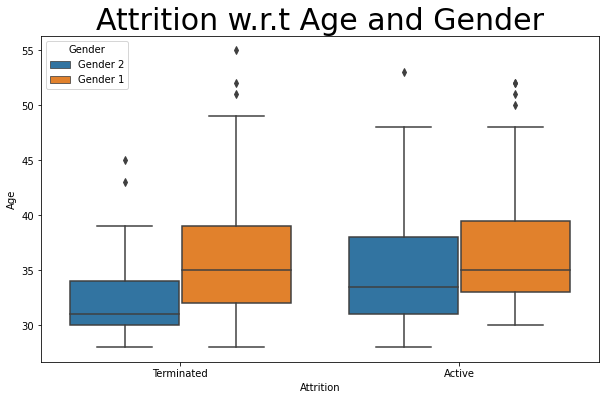 Attrition w.r.t Age and Gender
Gender
Gender 2
Gender 1
55
50
45
40
35
30
Age
Terminated
Active
Attrition